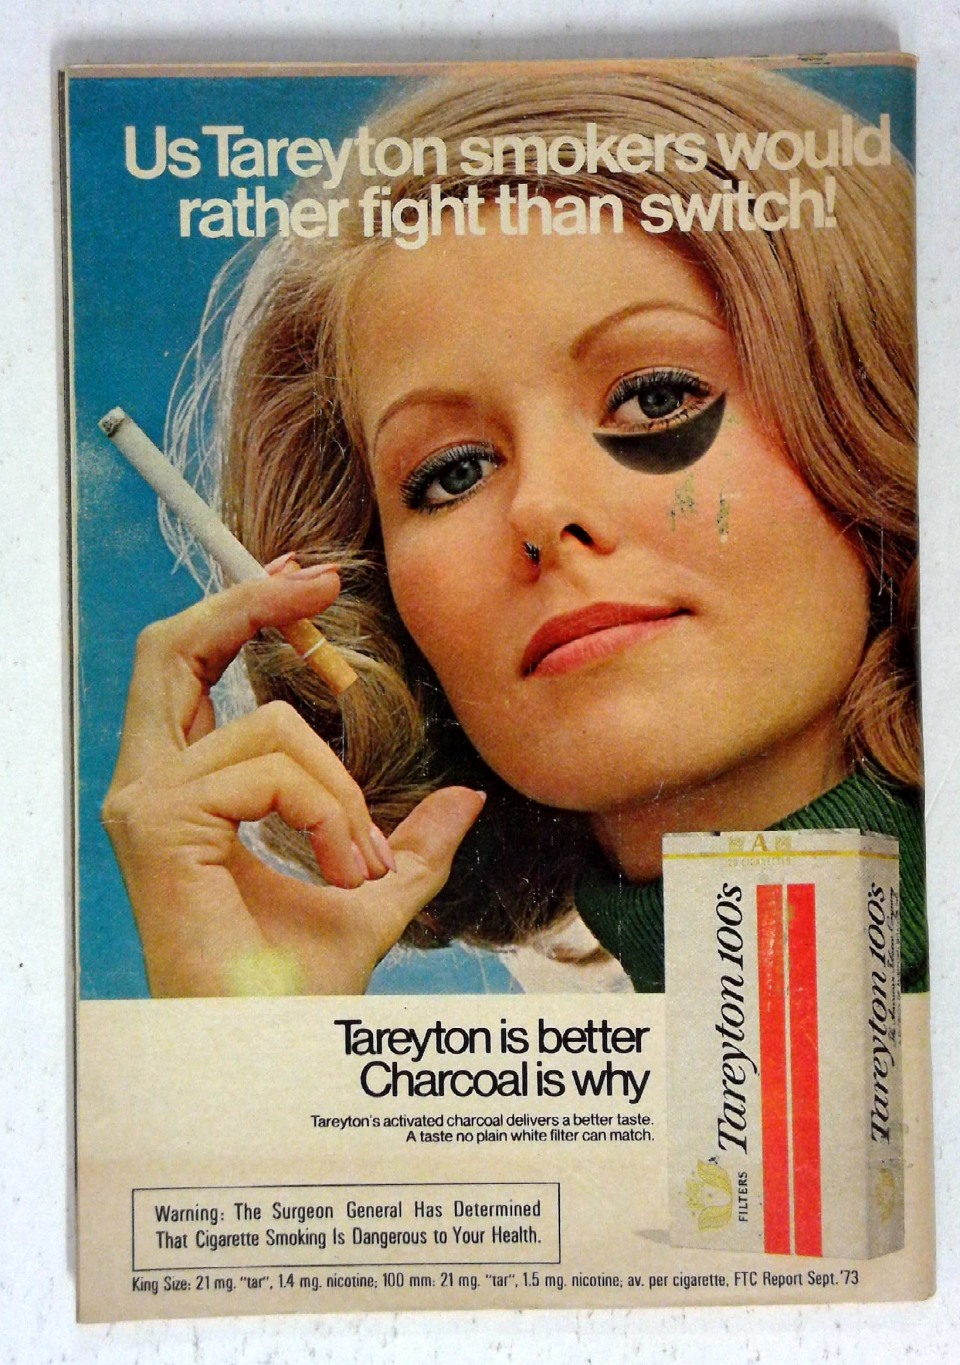 Us Tareyton smokers would
rather fight than switch!
A
20 CIGARETTES
Tareyton 100's
FILTERS
Tareyton 100's
Tareyton is better
Charcoal is why
Tareyton's activated charcoal delivers a better taste.
A taste no plain white filter can match.
Warning: The Surgeon General Has Determined
That Cigarette Smoking Is Dangerous to Your Health.
King Size: 21 mg. "tar", 1.4 mg. nicotine; 100 mm: 21 mg. "tar", 1.5 mg. nicotine; av. per cigarette, FTC Report Sept. '73